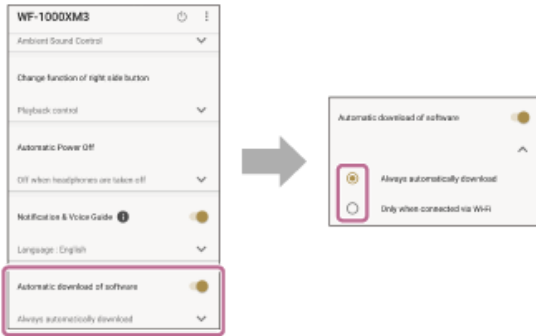 WF-1000XM3
Ambient Sound Control
Change function of right side button
Playback control
Automatic Power Off
Off when headphones are taken off
Notification & Voice Guide
Language : English
Automatic download of software
Always automatically download
Automatic download of software
Always automatically download
Only when connected via Wi-Fi